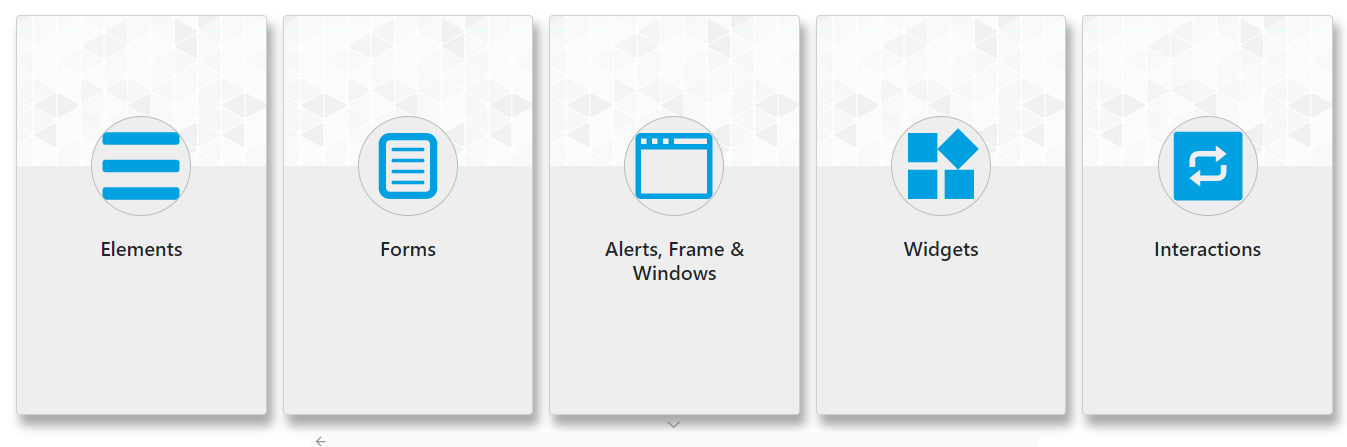 Elements
Forms
Alerts, Frame &
Windows
Widgets
Interactions